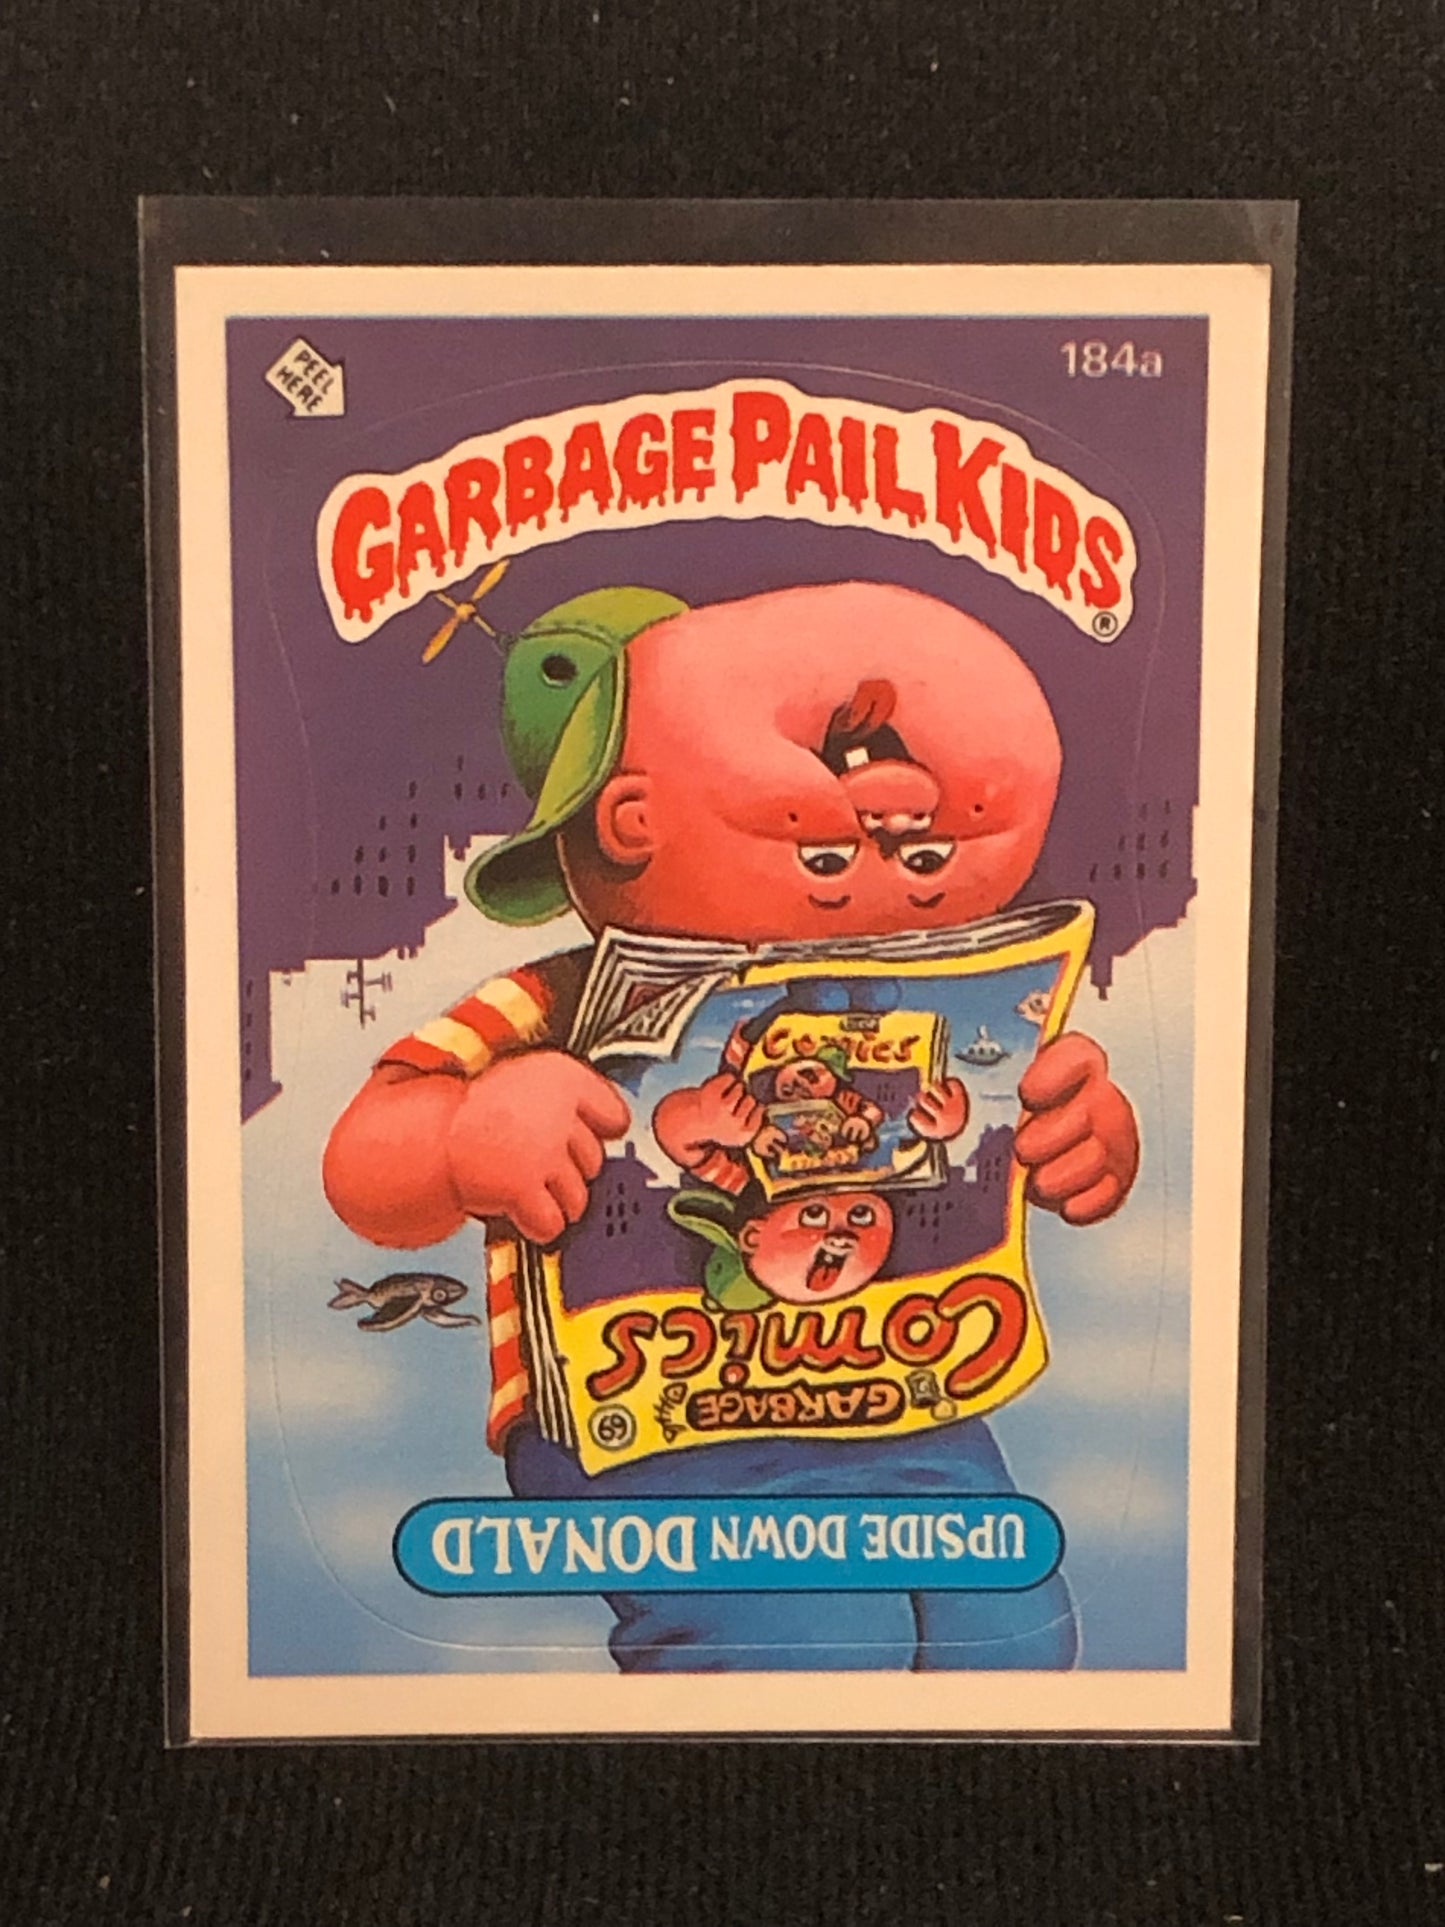 PEEL
HERE
184a
GARBAGE PAIL KIDS
®
Comics
Comics
GARBAGE
69
UPSIDE DOWN DONALD